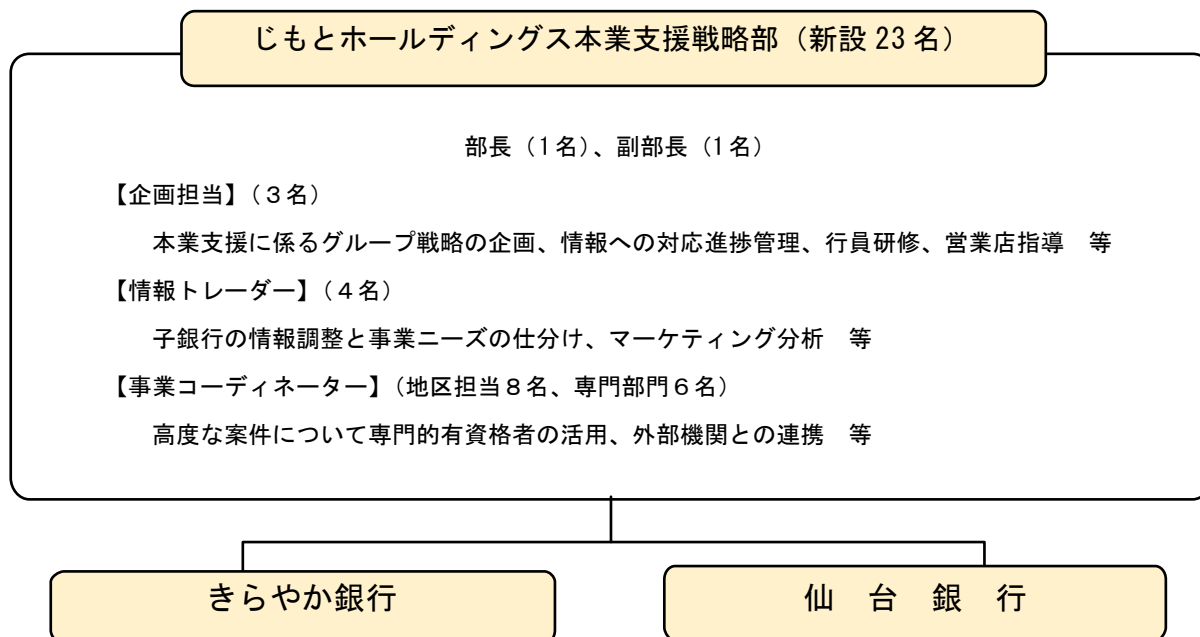 じもとホールディングス本業支援戦略部（新設 23 名）
部長（1名）、副部長（1名）
【企画担当】（３名）
本業支援に係るグループ戦略の企画、情報への対応進捗管理、行員研修、営業店指導　等
【情報トレーダー】（４名）
子銀行の情報調整と事業ニーズの仕分け、マーケティング分析　等
【事業コーディネーター】（地区担当８名、専門部門６名）
高度な案件について専門的有資格者の活用、外部機関との連携　等
きらやか銀行
仙　台　銀　行